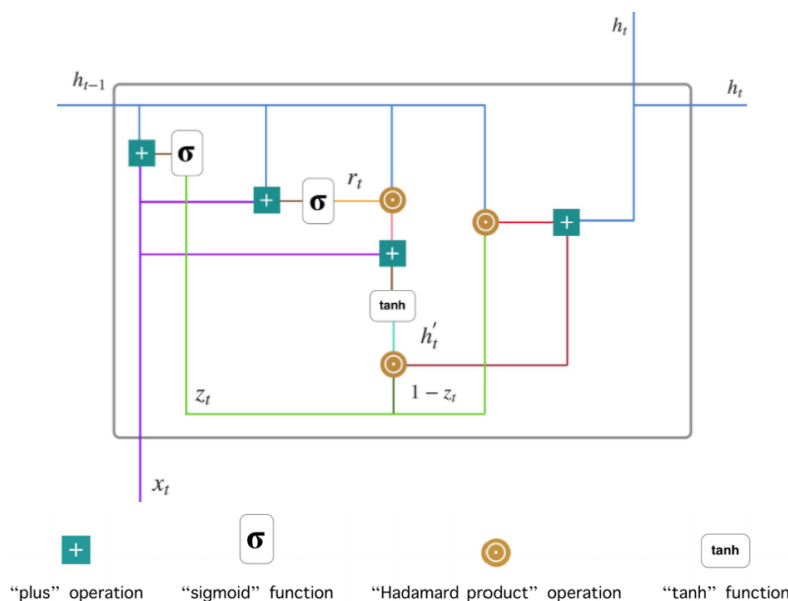 h_t
h_{t-1}
h_t
+
σ
+
σ
r_t
+
+
tanh
h'_t
z_t
1 − z_t
x_t
+
σ
tanh
“plus” operation
“sigmoid” function
“Hadamard product” operation
“tanh” function